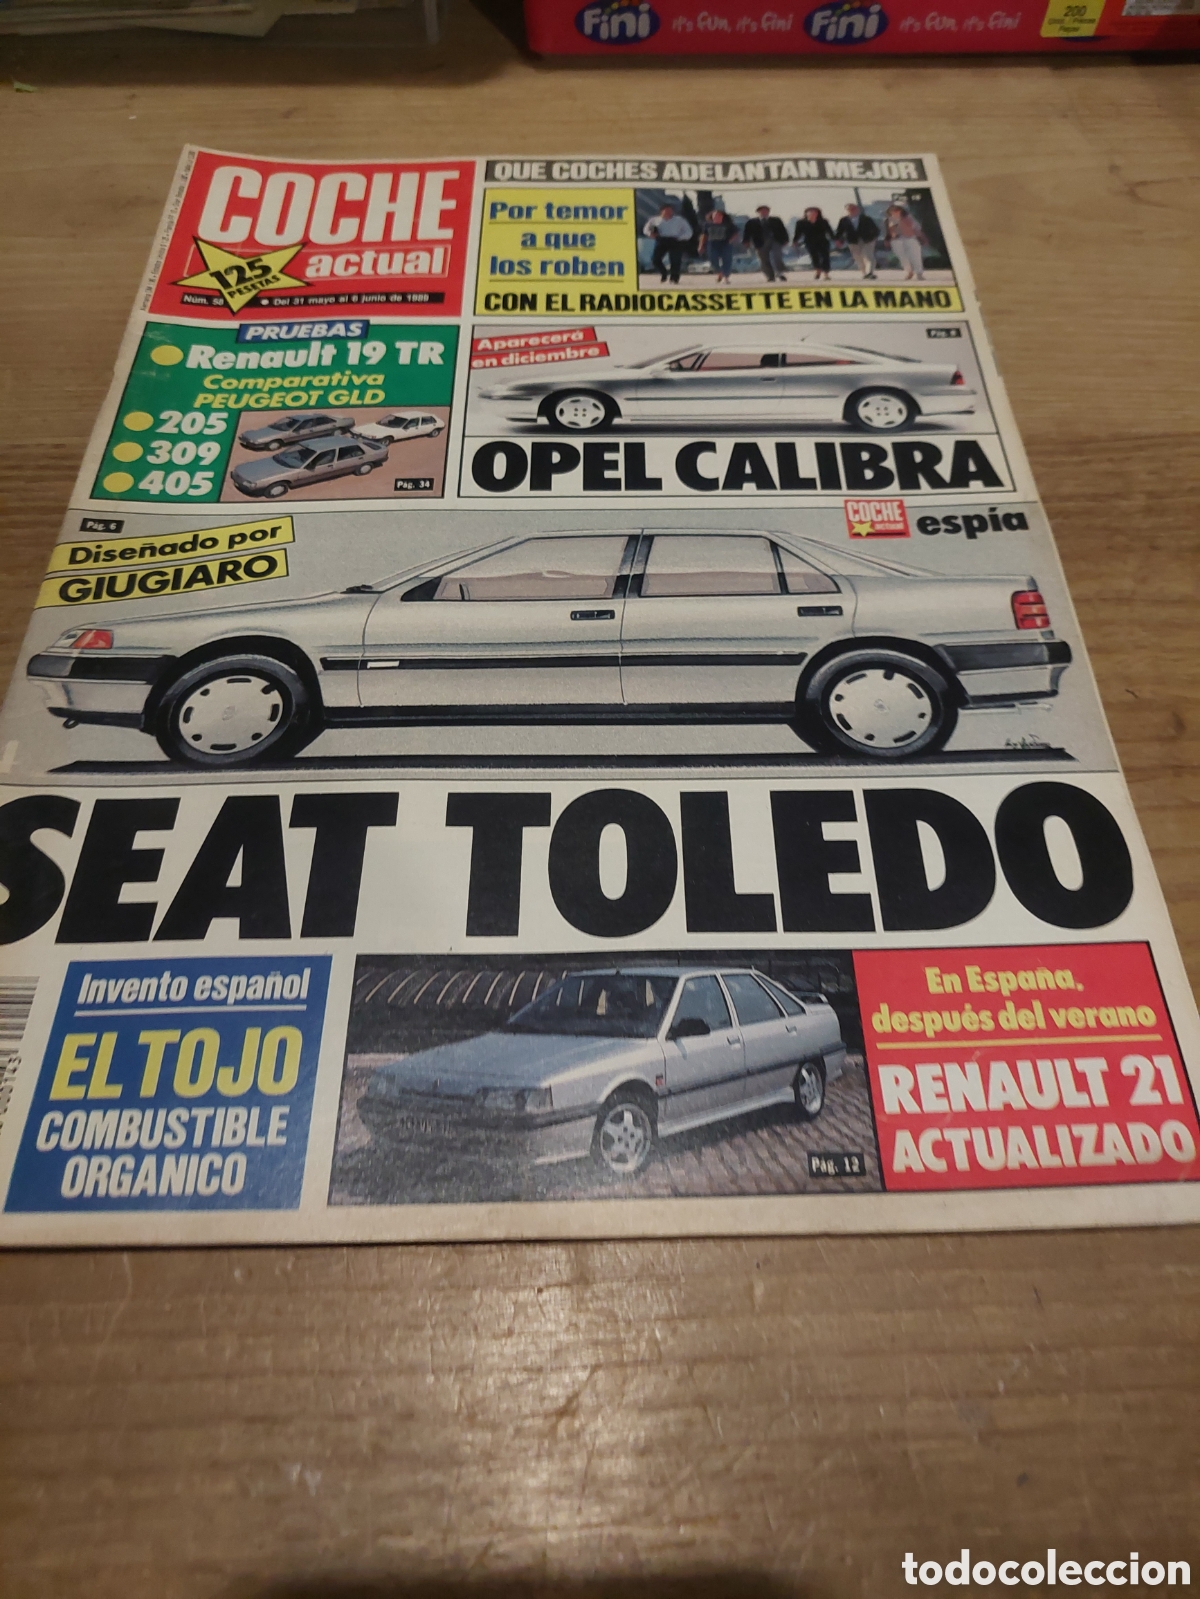 Fini it's fun, it's fini Fini it's fun, it's fini
200
COCHE
actual
125
PESETAS
Núm. 58 ● Del 31 mayo al 6 junio de 1989
QUE COCHES ADELANTAN MEJOR
Por temor
a que
los roben
CON EL RADIOCASSETTE EN LA MANO
PRUEBAS
Renault 19 TR
Comparativa
PEUGEOT GLD
205
309
405
Pág. 34
Aparecerá
en diciembre
OPEL CALIBRA
COCHE
actual
espía
Pág. 6
Diseñado por
GIUGIARO
SEAT TOLEDO
Invento español
EL TOJO
COMBUSTIBLE
ORGANICO
Pág. 12
En España,
después del verano
RENAULT 21
ACTUALIZADO
todocoleccion